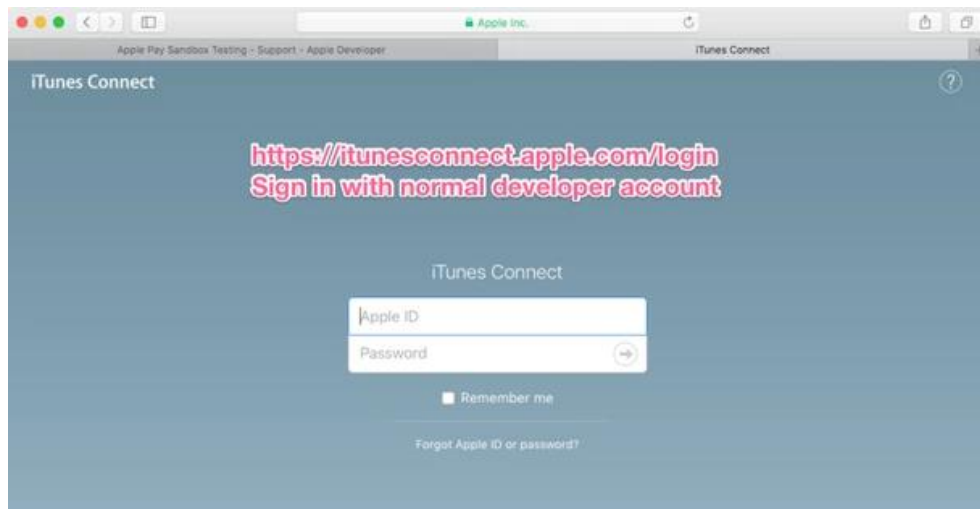 Apple Inc.
Apple Pay Sandbox Testing - Support - Apple Developer
iTunes Connect
iTunes Connect
?
https://itunesconnect.apple.com/login
Sign in with normal developer account
iTunes Connect
Apple ID
Password
Remember me
Forgot Apple ID or password?